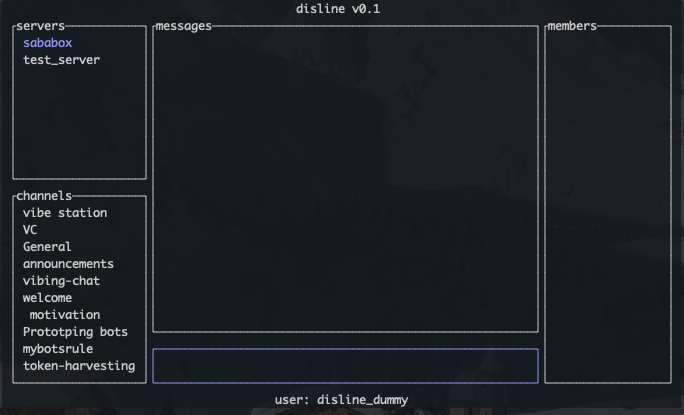 disline v0.1
servers
sababox
test_server
channels
vibe station
VC
General
announcements
vibing-chat
welcome
motivation
Prototping bots
mybotsrule
token-harvesting
messages
members
user: disline_dummy